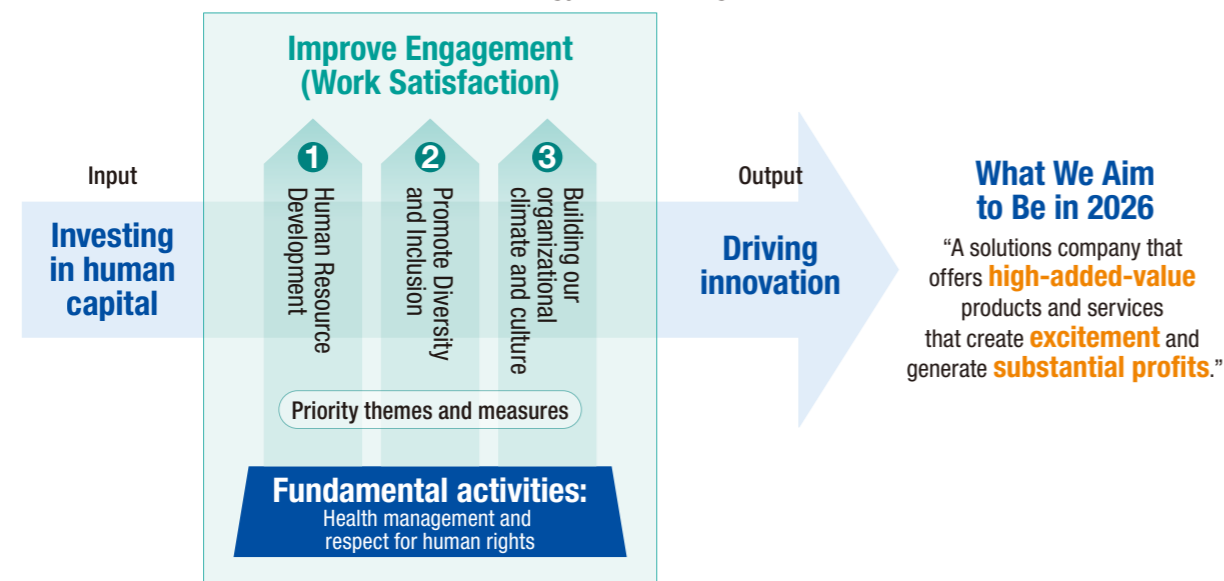 Improve Engagement
(Work Satisfaction)
Input
Investing
in human
capital
1
Human Resource
Development
2
Promote Diversity
and Inclusion
3
Building our
organizational
climate and culture
Priority themes and measures
Fundamental activities:
Health management and
respect for human rights
Output
Driving
innovation
What We Aim
to Be in 2026
“A solutions company that
offers high-added-value
products and services
that create excitement and
generate substantial profits.”